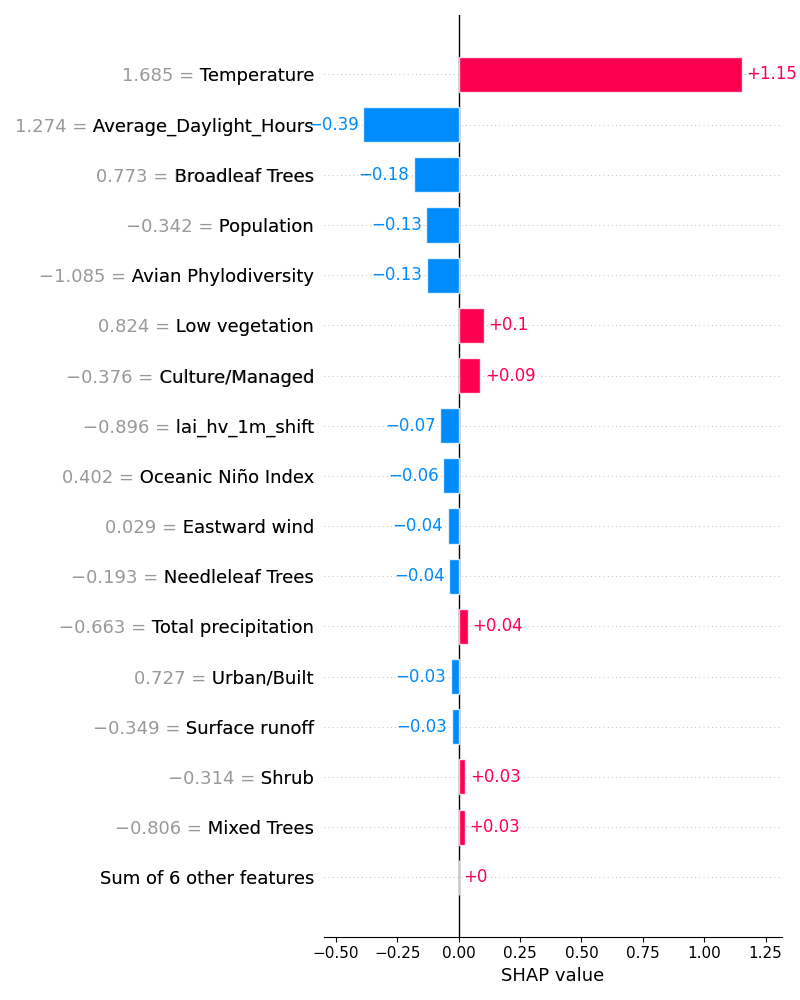 1.685 = Temperature +1.15
1.274 = Average_Daylight_Hours −0.39
0.773 = Broadleaf Trees −0.18
−0.342 = Population −0.13
−1.085 = Avian Phylodiversity −0.13
0.824 = Low vegetation +0.1
−0.376 = Culture/Managed +0.09
−0.896 = lai_hv_1m_shift −0.07
0.402 = Oceanic Niño Index −0.06
0.029 = Eastward wind −0.04
−0.193 = Needleleaf Trees −0.04
−0.663 = Total precipitation +0.04
0.727 = Urban/Built −0.03
−0.349 = Surface runoff −0.03
−0.314 = Shrub +0.03
−0.806 = Mixed Trees +0.03
Sum of 6 other features +0
−0.50 −0.25 0.00 0.25 0.50 0.75 1.00 1.25
SHAP value